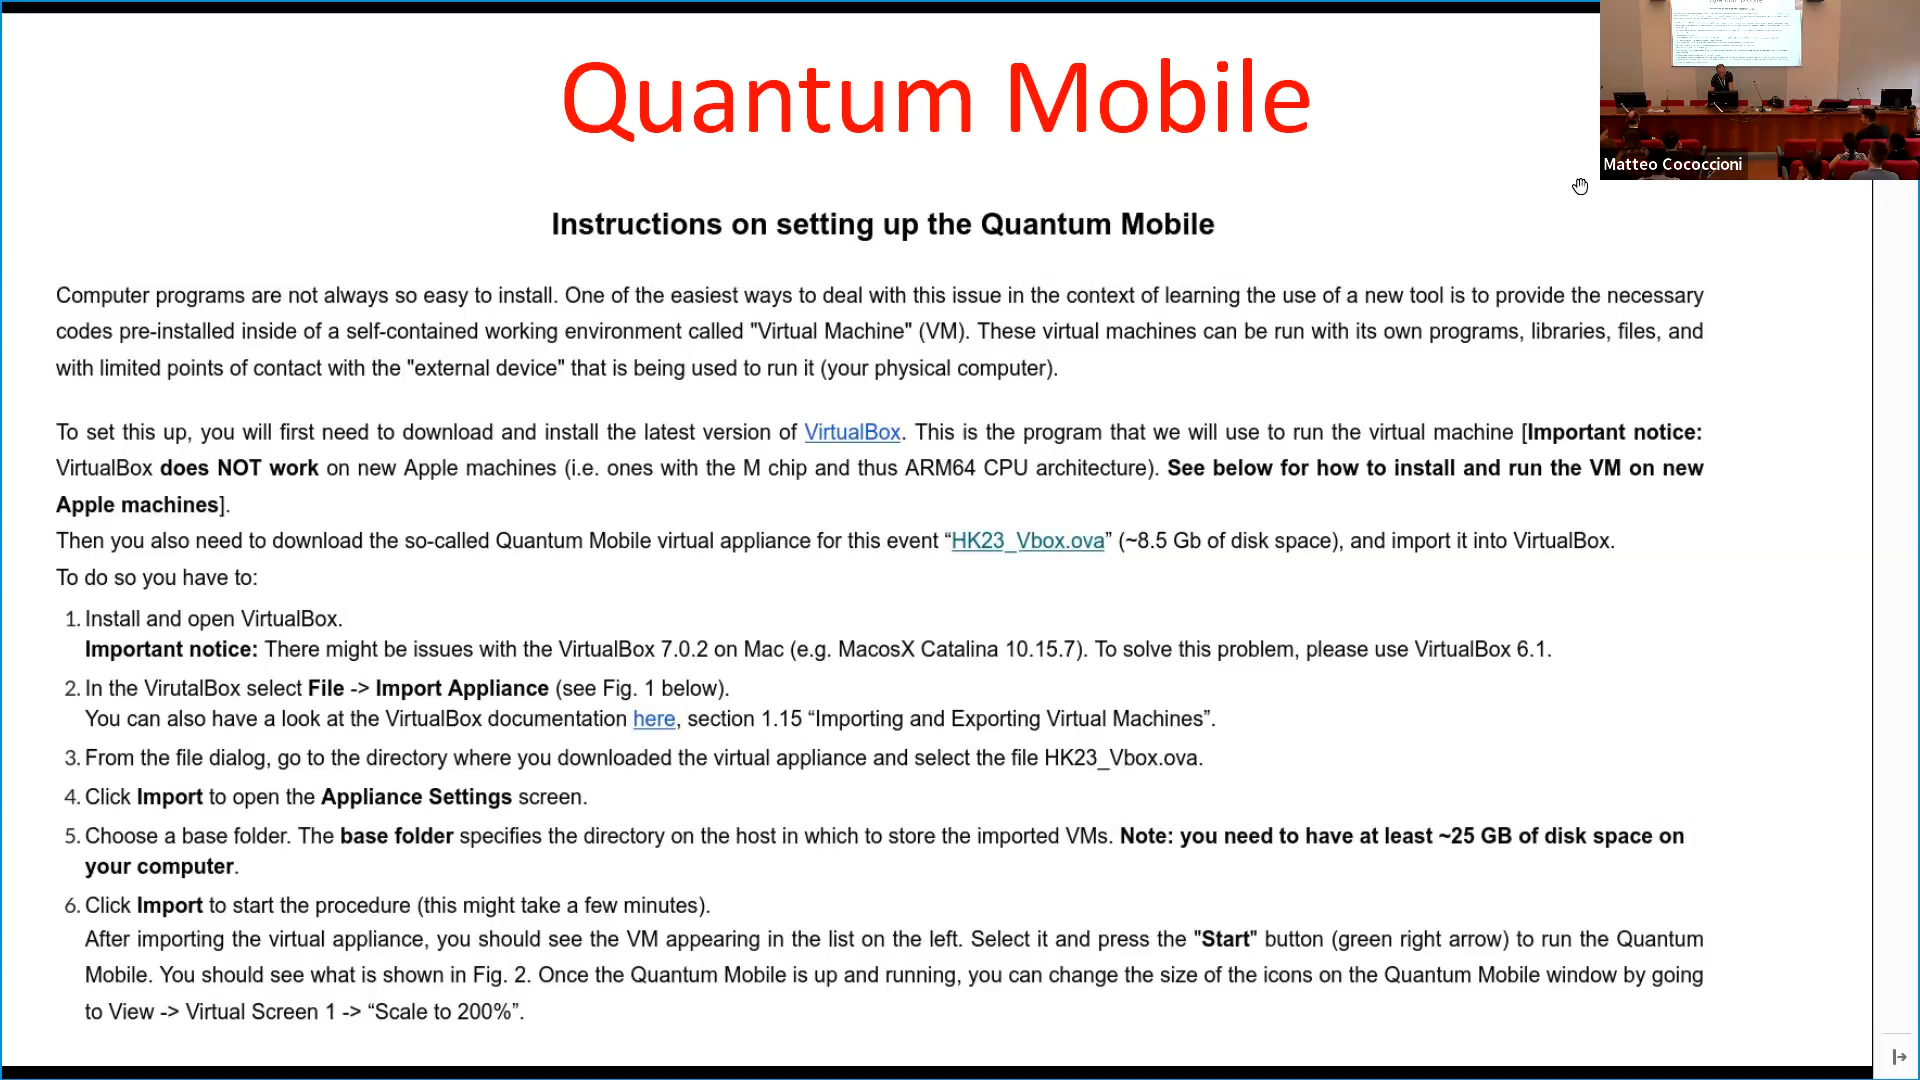 Quantum Mobile
Matteo Cococcioni
Instructions on setting up the Quantum Mobile
Computer programs are not always so easy to install. One of the easiest ways to deal with this issue in the context of learning the use of a new tool is to provide the necessary
codes pre-installed inside of a self-contained working environment called "Virtual Machine" (VM). These virtual machines can be run with its own programs, libraries, files, and
with limited points of contact with the "external device" that is being used to run it (your physical computer).
To set this up, you will first need to download and install the latest version of VirtualBox. This is the program that we will use to run the virtual machine [Important notice:
VirtualBox does NOT work on new Apple machines (i.e. ones with the M chip and thus ARM64 CPU architecture). See below for how to install and run the VM on new
Apple machines].
Then you also need to download the so-called Quantum Mobile virtual appliance for this event “HK23_Vbox.ova” (~8.5 Gb of disk space), and import it into VirtualBox.
To do so you have to:
1. Install and open VirtualBox.
Important notice: There might be issues with the VirtualBox 7.0.2 on Mac (e.g. MacosX Catalina 10.15.7). To solve this problem, please use VirtualBox 6.1.
2. In the VirutalBox select File -> Import Appliance (see Fig. 1 below).
You can also have a look at the VirtualBox documentation here, section 1.15 “Importing and Exporting Virtual Machines”.
3. From the file dialog, go to the directory where you downloaded the virtual appliance and select the file HK23_Vbox.ova.
4. Click Import to open the Appliance Settings screen.
5. Choose a base folder. The base folder specifies the directory on the host in which to store the imported VMs. Note: you need to have at least ~25 GB of disk space on
your computer.
6. Click Import to start the procedure (this might take a few minutes).
After importing the virtual appliance, you should see the VM appearing in the list on the left. Select it and press the "Start" button (green right arrow) to run the Quantum
Mobile. You should see what is shown in Fig. 2. Once the Quantum Mobile is up and running, you can change the size of the icons on the Quantum Mobile window by going
to View -> Virtual Screen 1 -> “Scale to 200%”.